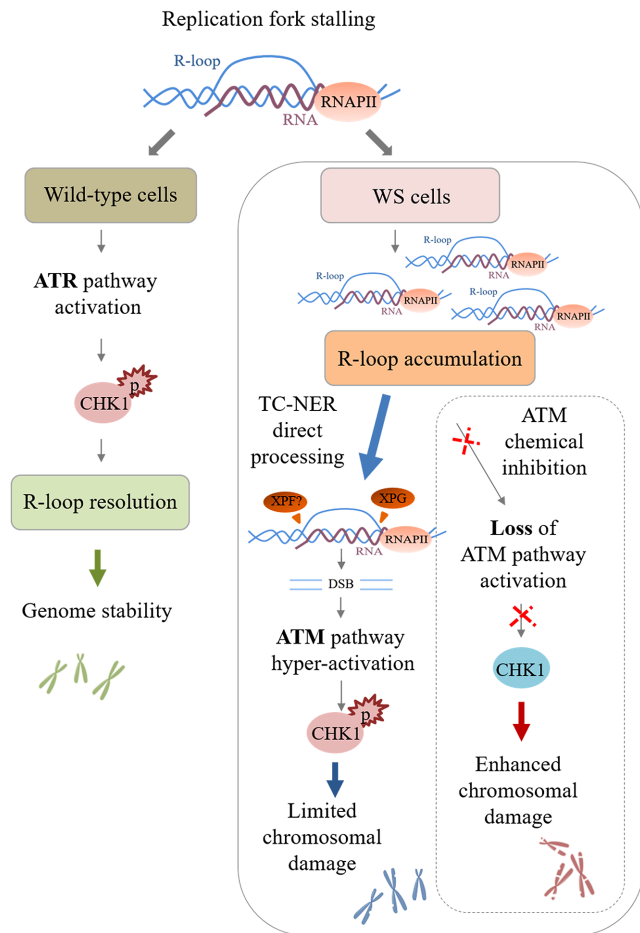 Replication fork stalling
R-loop
RNAPII
RNA
Wild-type cells
ATR pathway
activation
CHK1
p
R-loop resolution
Genome stability
WS cells
R-loop
RNAPII
RNA
R-loop
RNAPII
RNA
R-loop
RNAPII
RNA
R-loop accumulation
TC-NER
direct
processing
XPF?
XPG
RNAPII
RNA
DSB
ATM pathway
hyper-activation
CHK1
p
Limited
chromosomal
damage
ATM
chemical
inhibition
Loss of
ATM pathway
activation
CHK1
Enhanced
chromosomal
damage